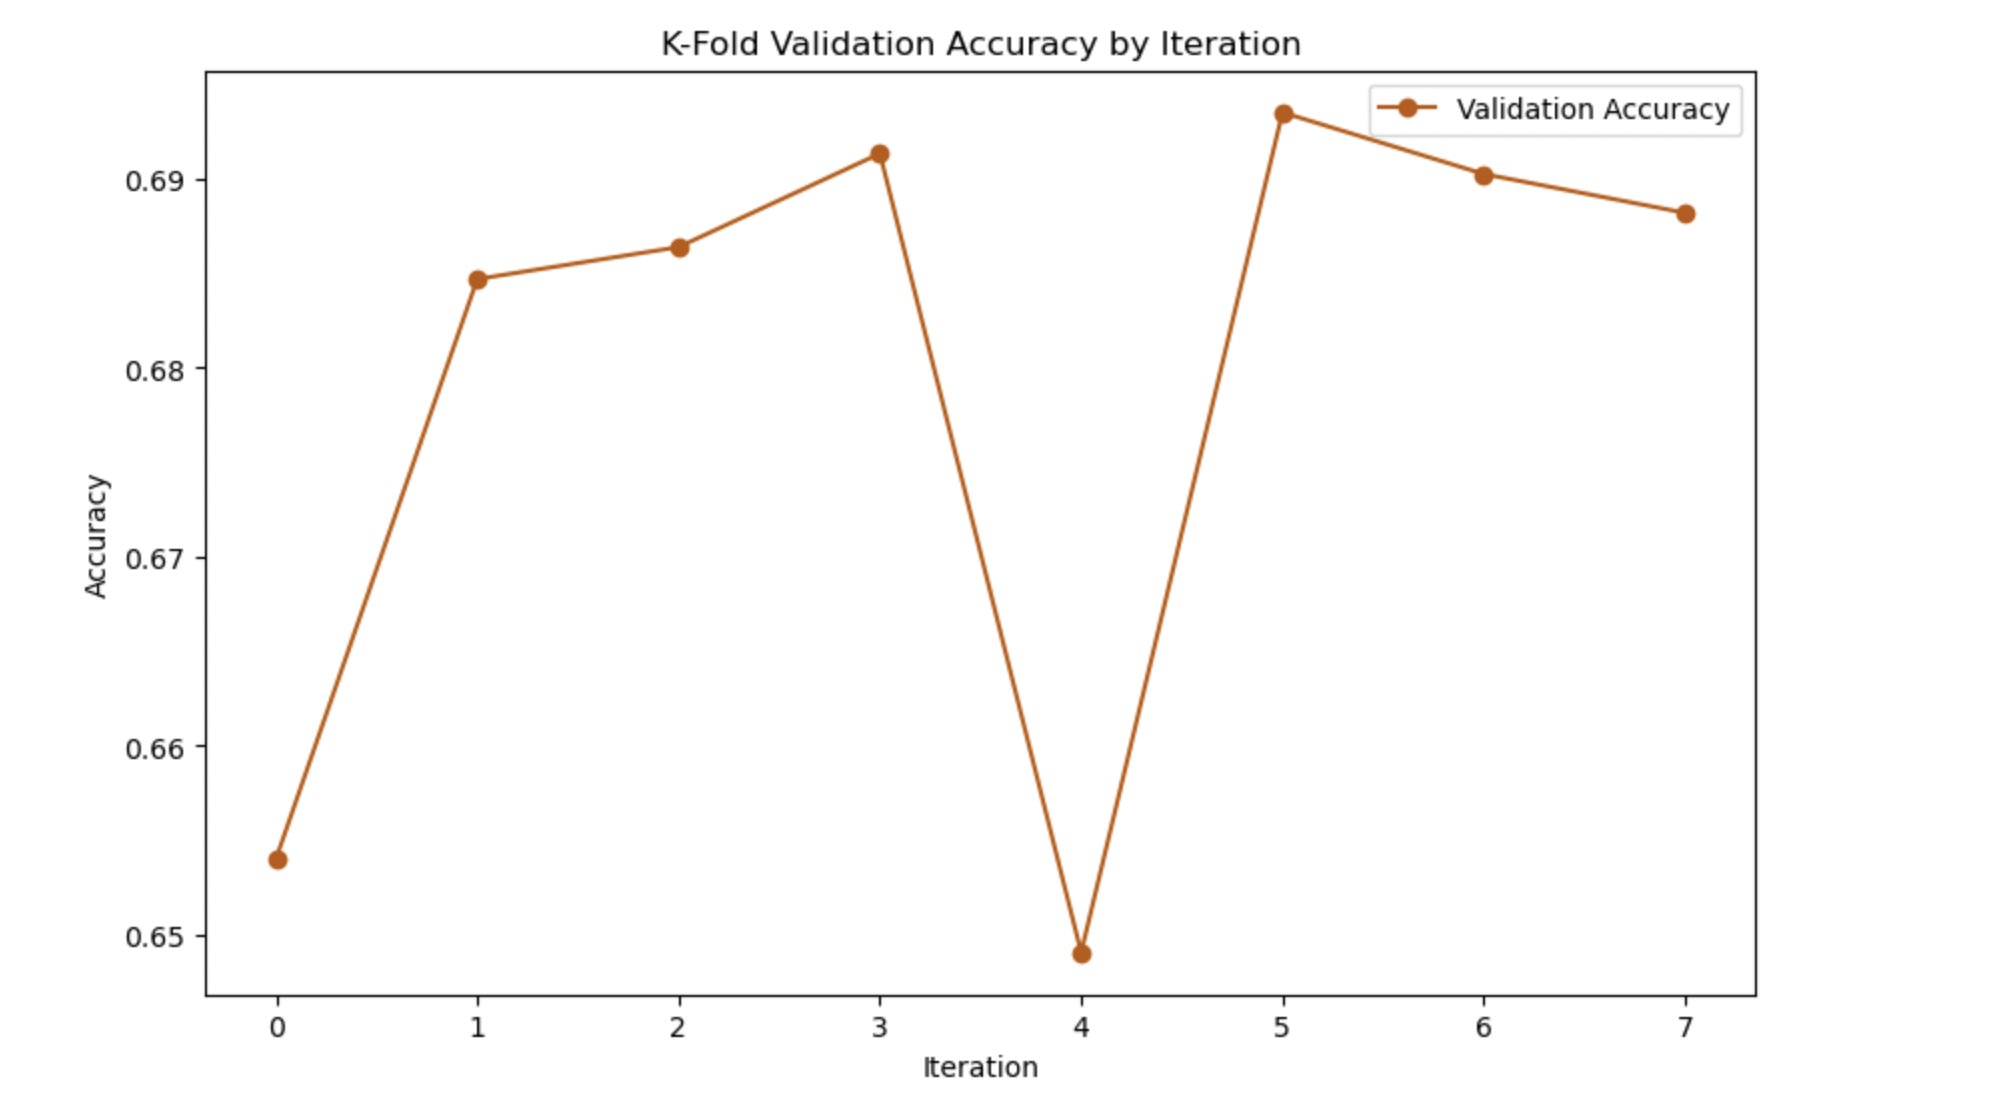 K-Fold Validation Accuracy by Iteration
Validation Accuracy
0.69
0.68
0.67
0.66
0.65
Accuracy
0 1 2 3 4 5 6 7
Iteration